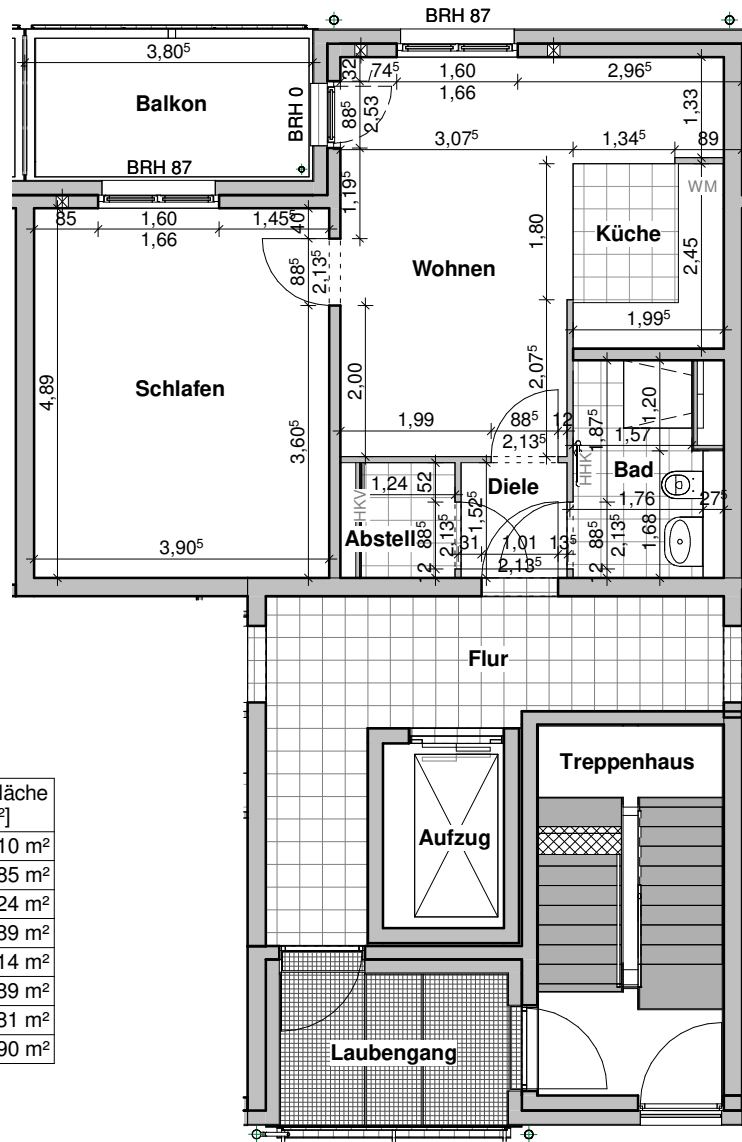 BRH 87
3,80⁵
32
74⁵
1,60
2,96⁵
1,66
Balkon
BRH 0
88⁵
2,53
1,33
3,07⁵
1,34⁵
89
BRH 87
WM
1,19⁵
85
1,60
1,45⁵
40
1,66
1,80
Küche
2,45
Wohnen
88⁵
2,13⁵
1,99⁵
4,89
Schlafen
3,60⁵
2,00
2,07⁵
1,20
1,99
88⁵
12
2,13⁵
1,87⁵
1,57
HHK
Bad
HKV
1,24
52
Diele
1,52⁵
1,76
27⁵
Abstell
88⁵
2,13⁵
2
31
1,01
13⁵
2,13⁵
88⁵
2,13⁵
2
1,68
3,90⁵
Flur
Treppenhaus
Aufzug
läche
²]
10 m²
85 m²
24 m²
39 m²
14 m²
39 m²
31 m²
90 m²
Laubengang